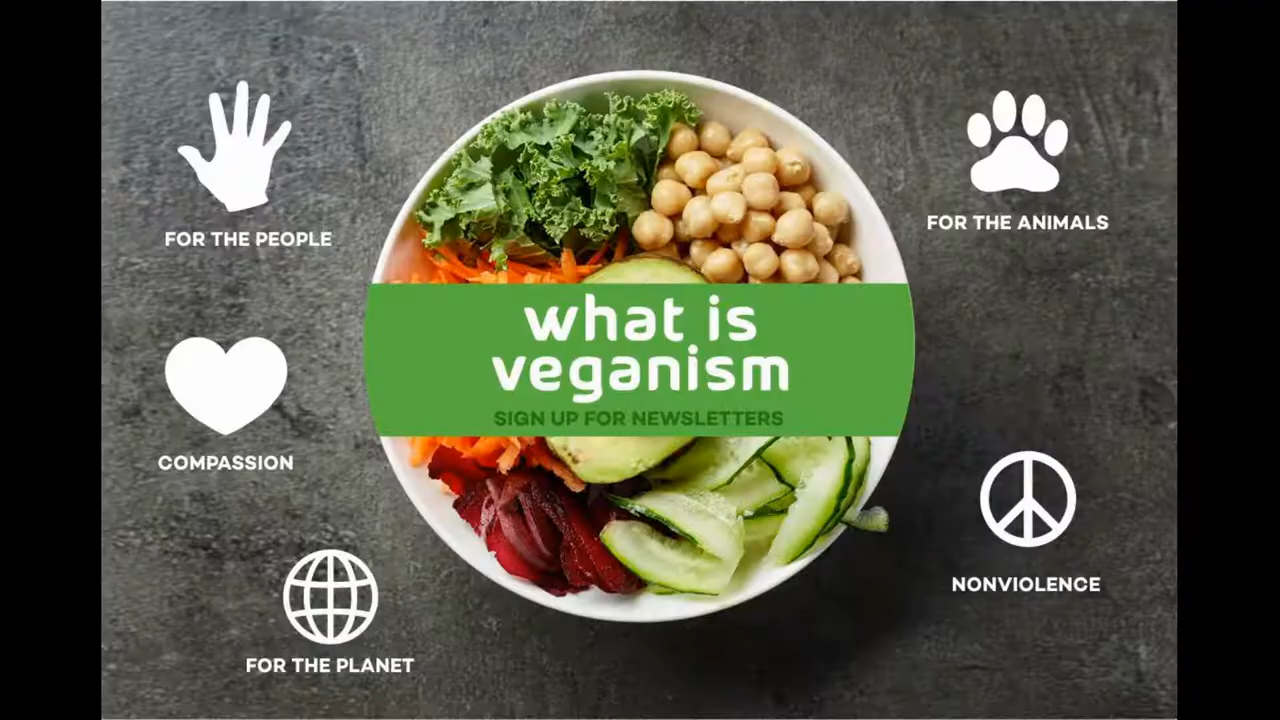 FOR THE PEOPLE
FOR THE ANIMALS
what is
veganism
SIGN UP FOR NEWSLETTERS
COMPASSION
NONVIOLENCE
FOR THE PLANET